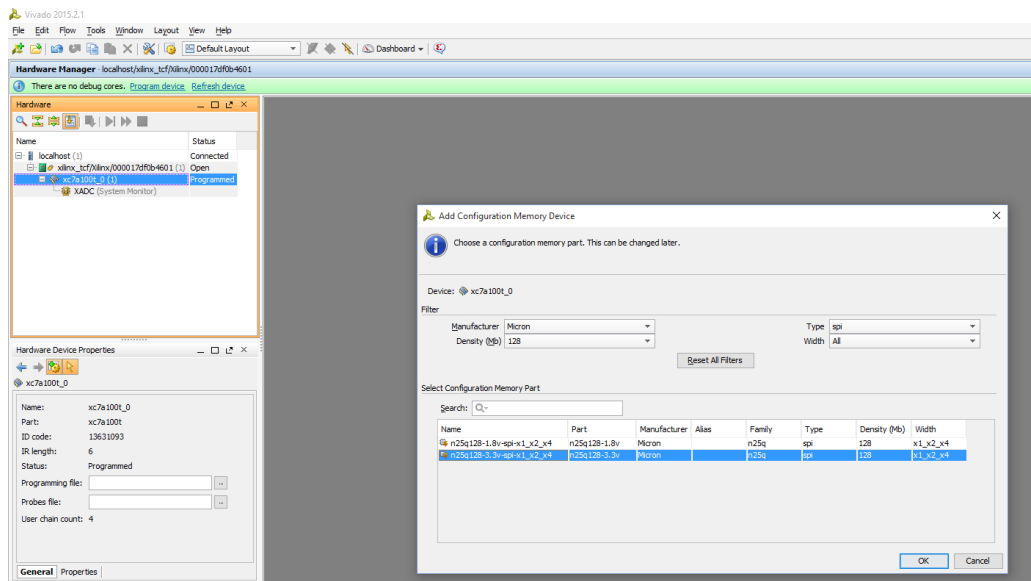 Vivado 2015.2.1
File Edit Flow Tools Window Layout View Help
Default Layout Dashboard
Hardware Manager - localhost/xilinx_tcf/Xilinx/000017df0b4601
There are no debug cores. Program device Refresh device
Hardware
Name Status
localhost (1) Connected
xilinx_tcf/Xilinx/000017df0b4601 (1) Open
xc7a100t_0 (1) Programmed
XADC (System Monitor)
Hardware Device Properties
xc7a100t_0
Name: xc7a100t_0
Part: xc7a100t
ID code: 13631093
IR length: 6
Status: Programmed
Programming file:
Probes file:
User chain count: 4
General Properties
Add Configuration Memory Device
Choose a configuration memory part. This can be changed later.
Device: xc7a100t_0
Filter
Manufacturer Micron Type spi
Density (Mb) 128 Width All
Reset All Filters
Select Configuration Memory Part
Search:
Name Part Manufacturer Alias Family Type Density (Mb) Width
n25q128-1.8v-spi-x1_x2_x4 n25q128-1.8v Micron n25q spi 128 x1_x2_x4
n25q128-3.3v-spi-x1_x2_x4 n25q128-3.3v Micron n25q spi 128 x1_x2_x4
OK Cancel